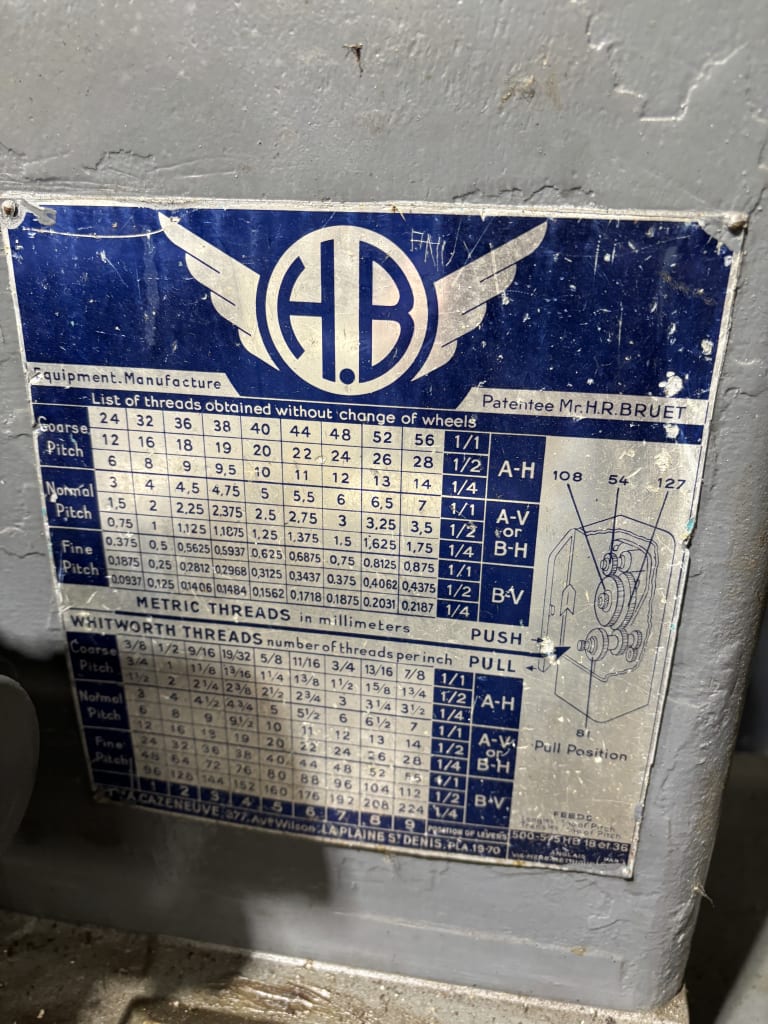 H.B
Equipment.Manufacture
Patentee Mr.H.R.BRUET
List of threads obtained without change of wheels
Coarse Pitch
24 32 36 38 40 44 48 52 56 1/1
12 16 18 19 20 22 24 26 28 1/2 A-H
6 8 9 9,5 10 11 12 13 14 1/4
Normal Pitch
3 4 4,5 4,75 5 5,5 6 6,5 7 1/1
1,5 2 2,25 2,375 2.5 2,75 3 3,25 3,5 1/2 A-V or B-H
0,75 1 1,125 1,1875 1,25 1,375 1.5 1,625 1,75 1/4
Fine Pitch
0,375 0,5 0,5625 0,5937 0,625 0,6875 0,75 0,8125 0,875 1/1
0,1875 0,25 0,2812 0,2968 0,3125 0,3437 0,375 0,4062 0,4375 1/2 B-V
0,0937 0,125 0,1406 0,1484 0,1562 0,1718 0,1875 0,2031 0,2187 1/4
METRIC THREADS in millimeters PUSH
WHITWORTH THREADS number of threads per inch PULL
Coarse Pitch
3/8 1/2 9/16 19/32 5/8 11/16 3/4 13/16 7/8 1/1
3/4 1 1 1/8 1 3/16 1 1/4 1 3/8 1 1/2 1 5/8 1 3/4 1/2 A-H
1 1/2 2 2 1/4 2 3/8 2 1/2 2 3/4 3 3 1/4 3 1/2 1/4
Normal Pitch
3 4 4 1/2 4 3/4 5 5 1/2 6 6 1/2 7 1/1
6 8 9 9 1/2 10 11 12 13 14 1/2 A-V or B-H
12 16 18 19 20 22 24 26 28 1/4
Fine Pitch
24 32 36 38 40 44 48 52 56 1/1
48 64 72 76 80 88 96 104 112 1/2 B-V
96 128 144 152 160 176 192 208 224 1/4
1 2 3 4 5 6 7 8 9 POSITION OF LEVERS
CAZENEUVE, 377, Ave Wilson. LA PLAINE St DENIS. PLA.19-70
108 54 127
81
Pull Position
FEEDS
500-575 HB 18 et 36
ANGLAIS